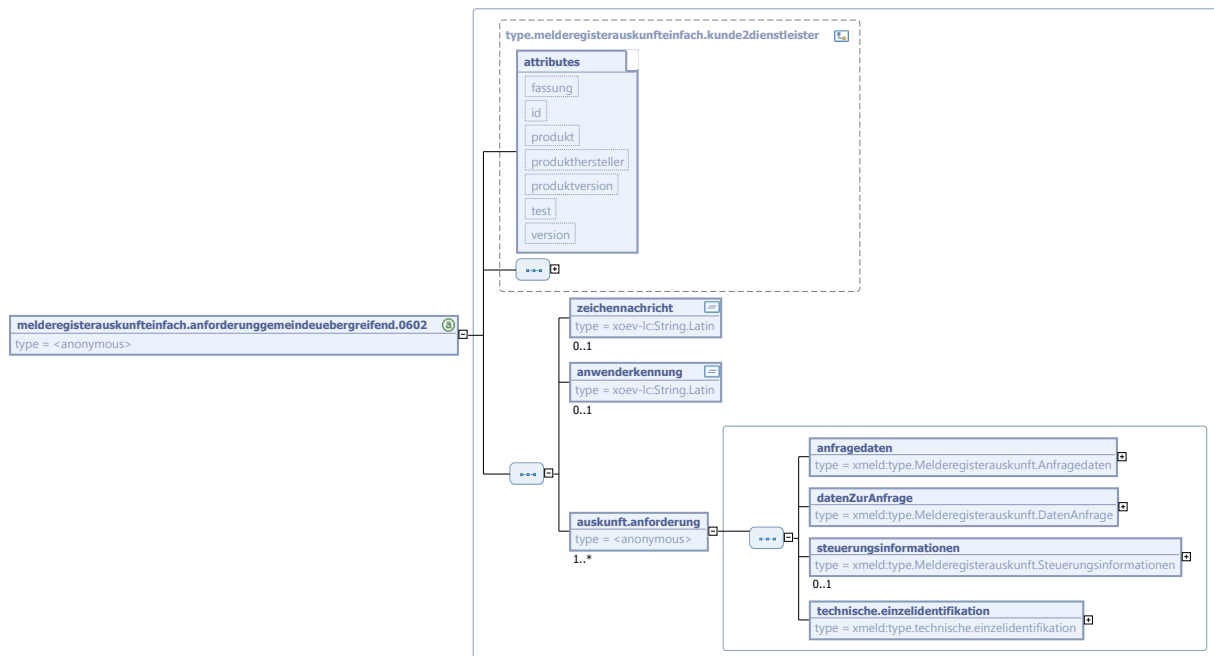 type.melderegisterauskunfteinfach.kunde2dienstleister
attributes
fassung
id
produkt
produkthersteller
produktversion
test
version
melderegisterauskunfteinfach.anforderunggemeindeuebergreifend.0602
type = <anonymous>
zeichennachricht
type = xoev-lc:String.Latin
0..1
anwenderkennung
type = xoev-lc:String.Latin
0..1
auskunft.anforderung
type = <anonymous>
1..*
anfragedaten
type = xmeld:type.Melderegisterauskunft.Anfragedaten
datenZurAnfrage
type = xmeld:type.Melderegisterauskunft.DatenAnfrage
steuerungsinformationen
type = xmeld:type.Melderegisterauskunft.Steuerungsinformationen
0..1
technische.einzelidentifikation
type = xmeld:type.technische.einzelidentifikation